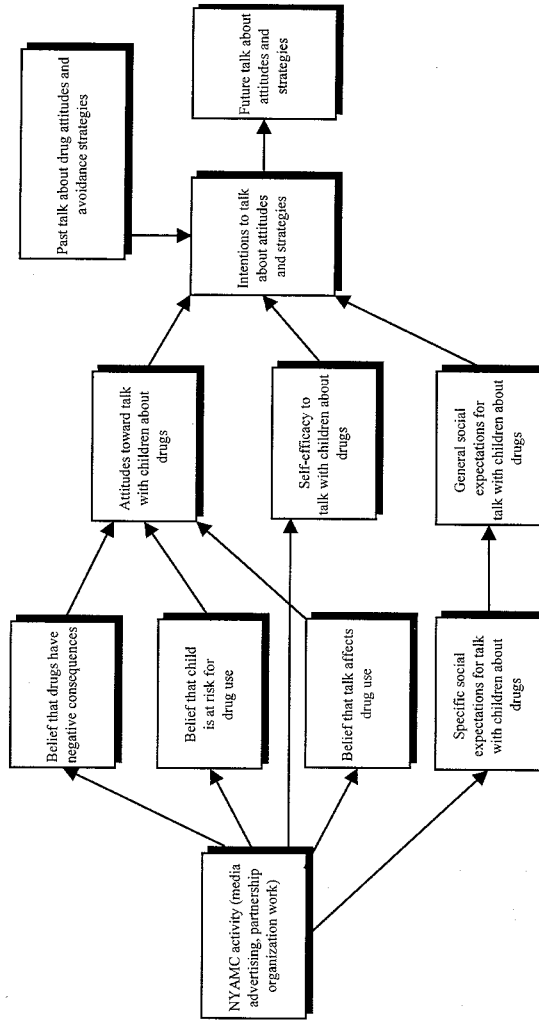 NYAMC activity (media
advertising, partnership
organization work)
Belief that drugs have
negative consequences
Belief that child
is at risk for
drug use
Belief that talk affects
drug use
Specific social
expectations for talk
with children about
drugs
Attitudes toward talk
with children about
drugs
Self-efficacy to
talk with children about
drugs
General social
expectations for
talk with children about
drugs
Past talk about drug attitudes and
avoidance strategies
Intentions to talk
about attitudes
and strategies
Future talk about
attitudes and
strategies